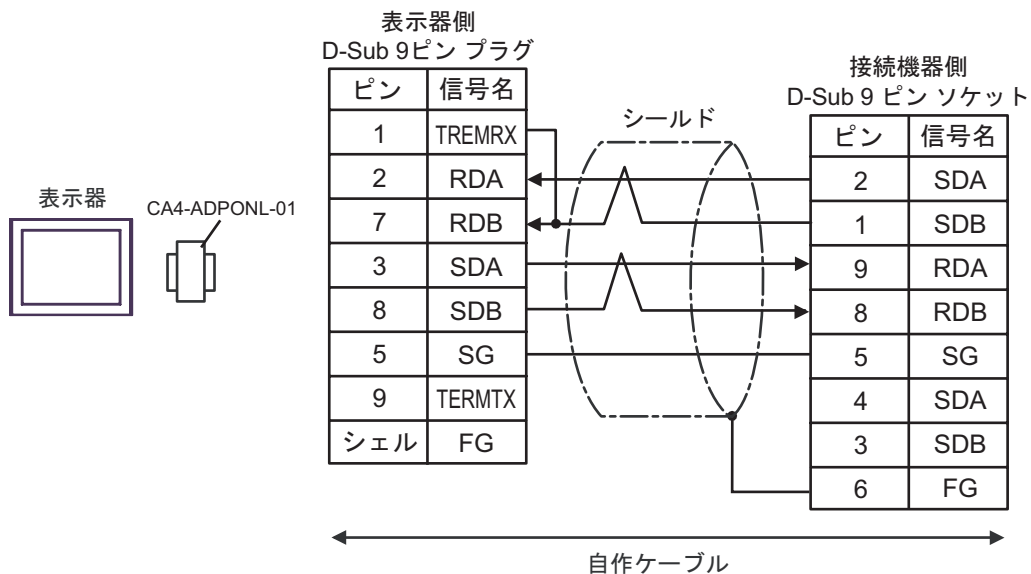 表示器側
D-Sub 9ピン プラグ
ピン 信号名
1 TREMRX
2 RDA
7 RDB
3 SDA
8 SDB
5 SG
9 TERMTX
シェル FG
シールド
接続機器側
D-Sub 9 ピン ソケット
ピン 信号名
2 SDA
1 SDB
9 RDA
8 RDB
5 SG
4 SDA
3 SDB
6 FG
表示器
CA4-ADPONL-01
自作ケーブル